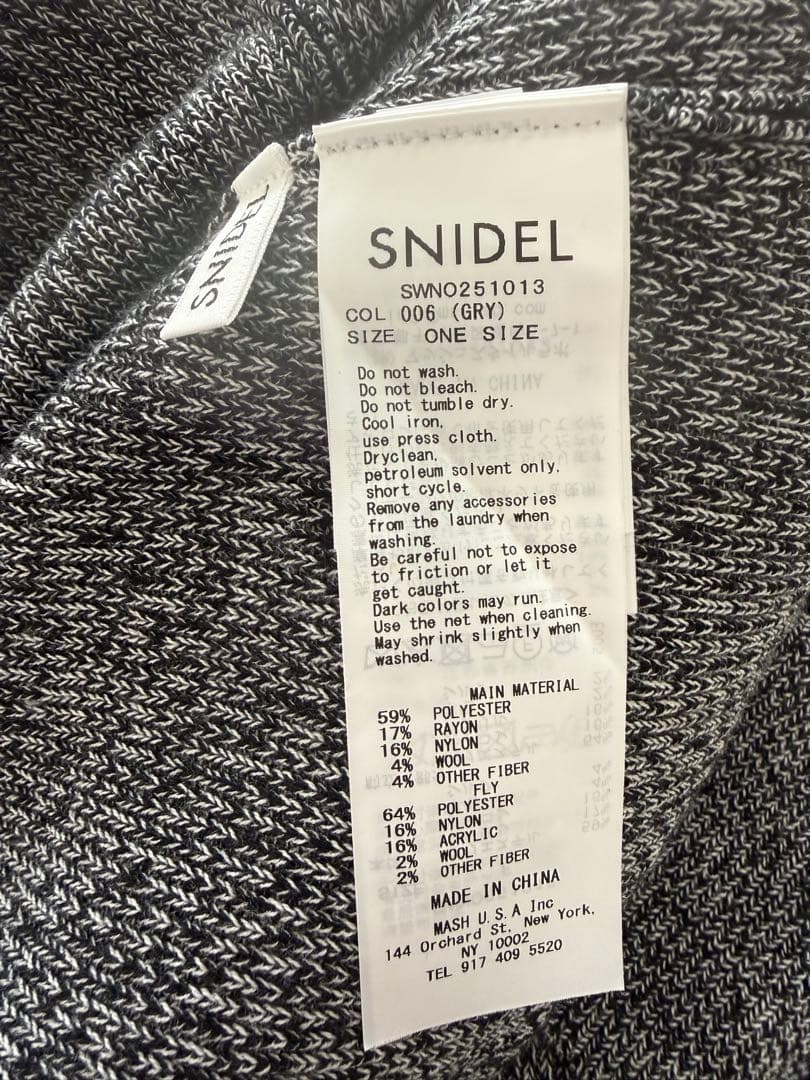 SNIDEL
SNIDEL
SWNO251013
COL 006 (GRY)
SIZE ONE SIZE
Do not wash.
Do not bleach.
Do not tumble dry.
Cool iron,
use press cloth.
Dryclean,
petroleum solvent only,
short cycle.
Remove any accessories
from the laundry when
washing.
Be careful not to expose
to friction or let it
get caught.
Dark colors may run.
Use the net when cleaning.
May shrink slightly when
washed.
MAIN MATERIAL
59% POLYESTER
17% RAYON
16% NYLON
4% WOOL
4% OTHER FIBER
FLY
64% POLYESTER
16% NYLON
16% ACRYLIC
2% WOOL
2% OTHER FIBER
MADE IN CHINA
MASH U.S.A Inc
144 Orchard St. New York,
NY 10002
TEL 917 409 5520